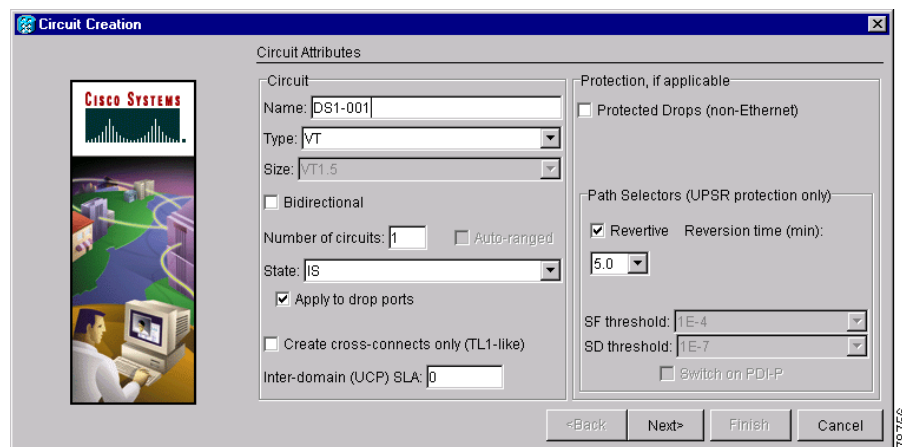 Circuit Creation
Circuit Attributes
CISCO SYSTEMS
Circuit
Name: DS1-001
Type: VT
Size: VT1.5
Bidirectional
Number of circuits: 1 Auto-ranged
State: IS
Apply to drop ports
Create cross-connects only (TL1-like)
Inter-domain (UCP) SLA: 0
Protection, if applicable
Protected Drops (non-Ethernet)
Path Selectors (UPSR protection only)
Revertive Reversion time (min):
5.0
SF threshold: 1E-4
SD threshold: 1E-7
Switch on PDI-P
<Back Next> Finish Cancel